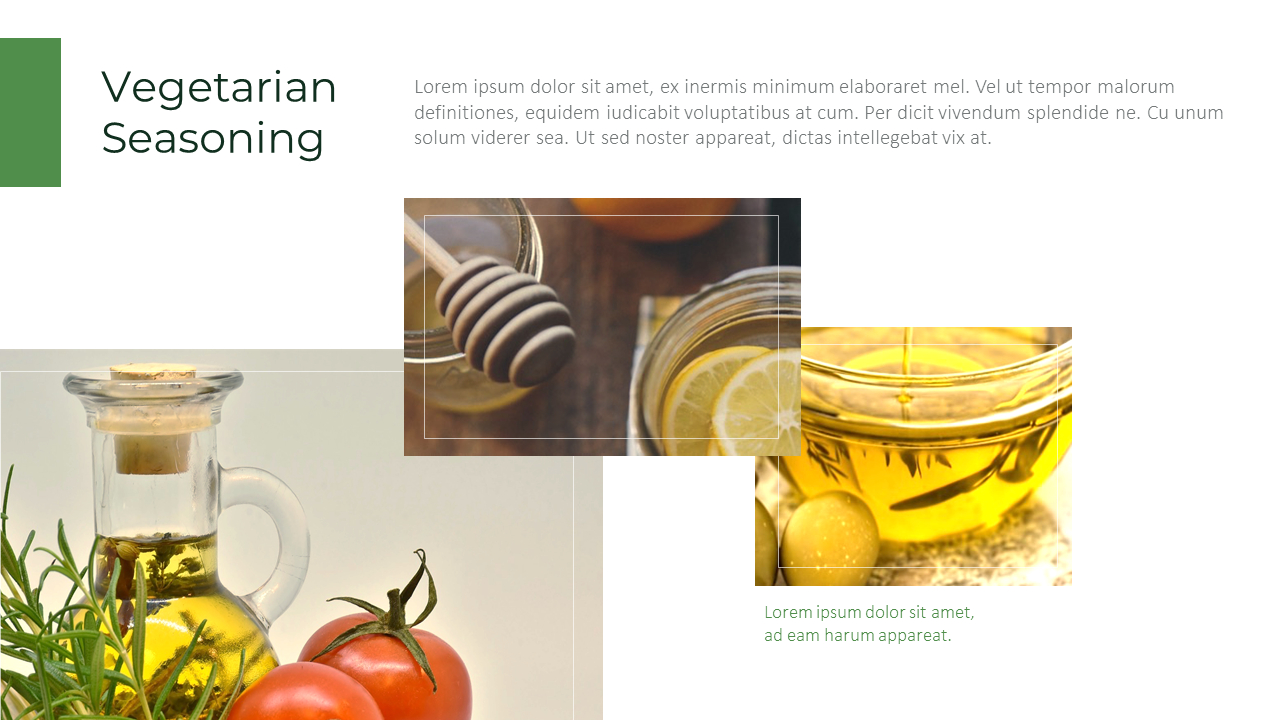 Vegetarian
Seasoning
Lorem ipsum dolor sit amet, ex inermis minimum elaboraret mel. Vel ut tempor malorum
definitiones, equidem iudicabit voluptatibus at cum. Per dicit vivendum splendide ne. Cu unum
solum viderer sea. Ut sed noster appareat, dictas intellegebat vix at.
Lorem ipsum dolor sit amet,
ad eam harum appareat.